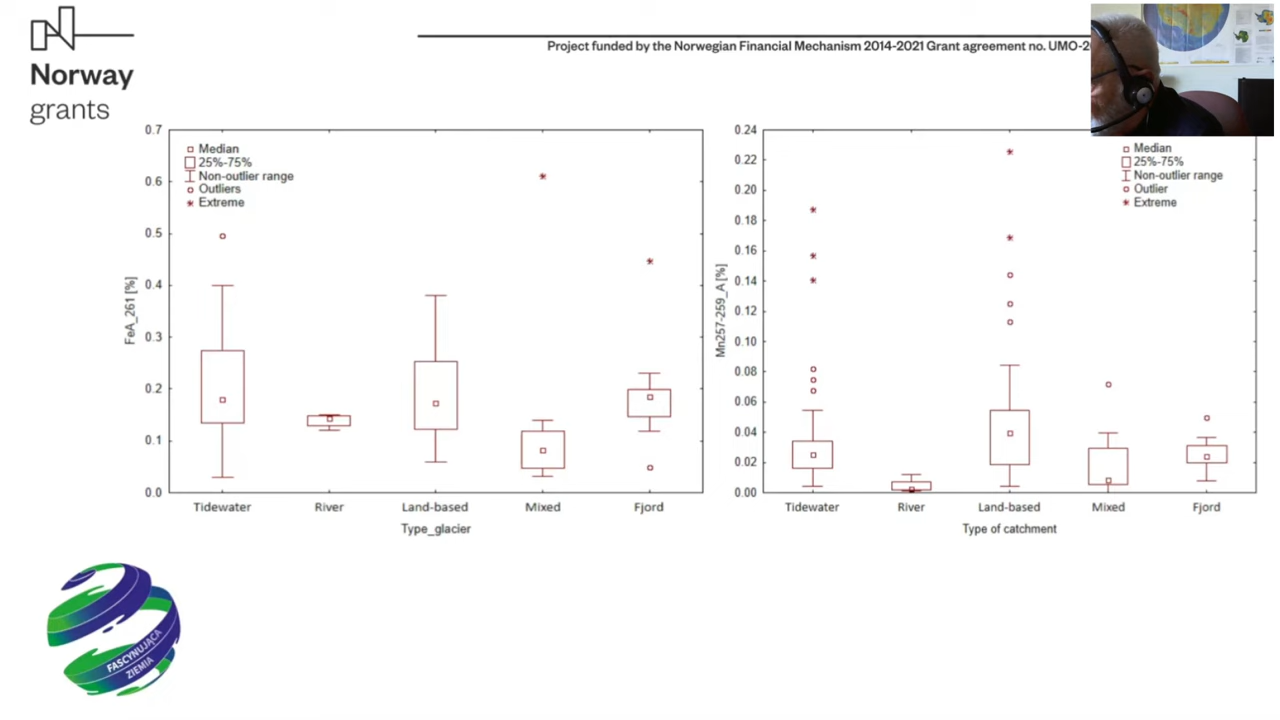 Norway
grants
Project funded by the Norwegian Financial Mechanism 2014-2021 Grant agreement no. UMO-2
0.7
0.6
0.5
0.4
0.3
0.2
0.1
0.0
FeA_261 [%]
Median
25%-75%
Non-outlier range
Outliers
Extreme
Tidewater River Land-based Mixed Fjord
Type_glacier
0.24
0.22
0.20
0.18
0.16
0.14
0.12
0.10
0.08
0.06
0.04
0.02
0.00
Mn257-259_A [%]
Median
25%-75%
Non-outlier range
Outlier
Extreme
Tidewater River Land-based Mixed Fjord
Type of catchment
FASCYNUJĄCA
ZIEMIA